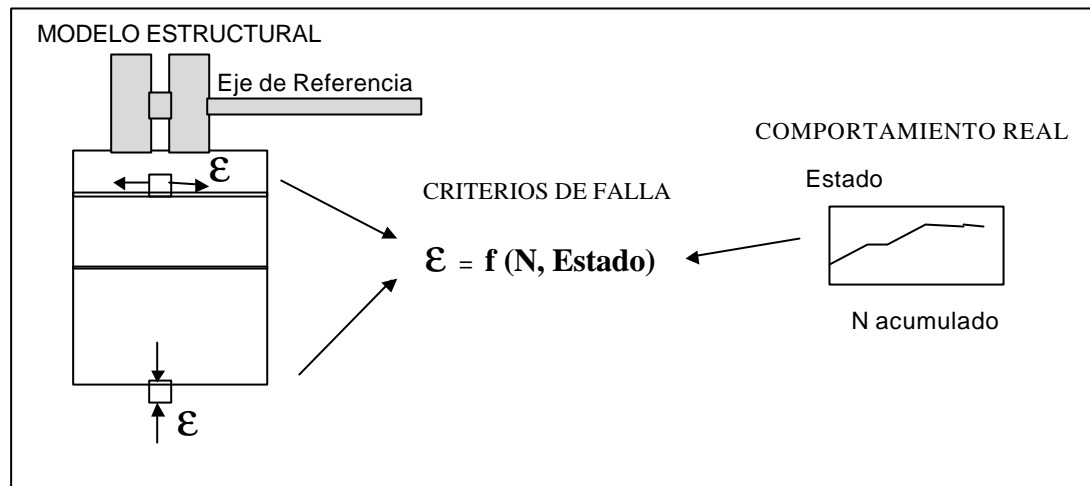 MODELO ESTRUCTURAL
Eje de Referencia
ε
ε
CRITERIOS DE FALLA
ε = f (N, Estado)
COMPORTAMIENTO REAL
Estado
N acumulado